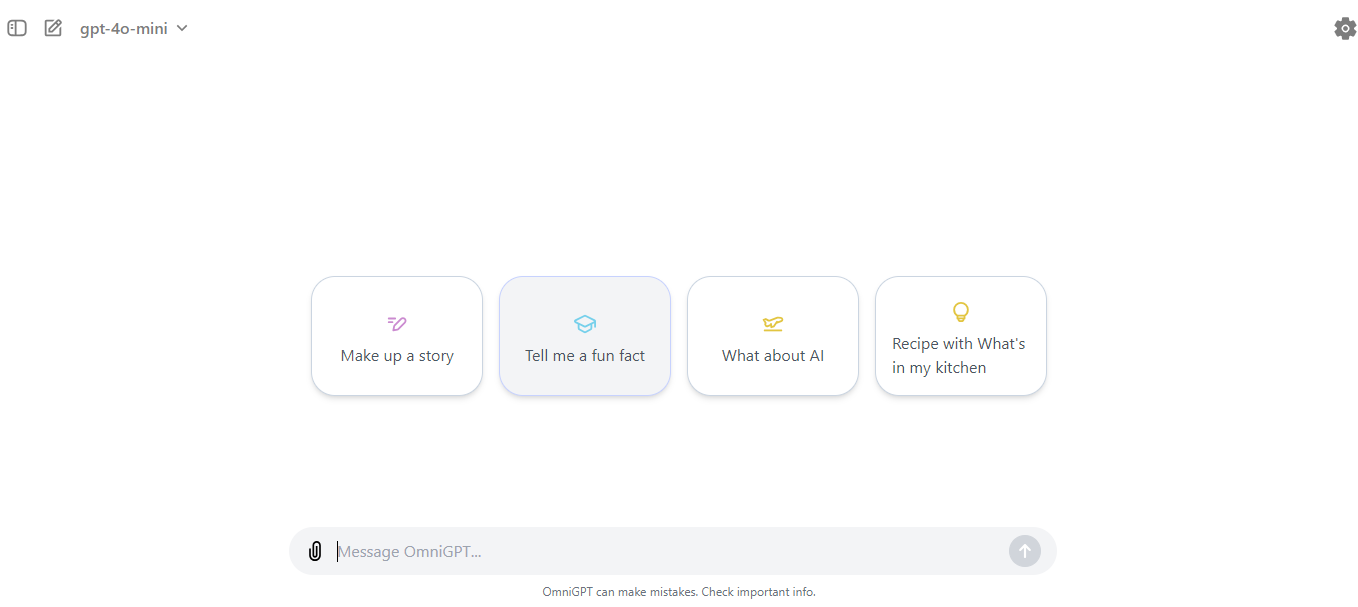 gpt-4o-mini
Make up a story
Tell me a fun fact
What about AI
Recipe with What's
in my kitchen
Message OmniGPT...
OmniGPT can make mistakes. Check important info.